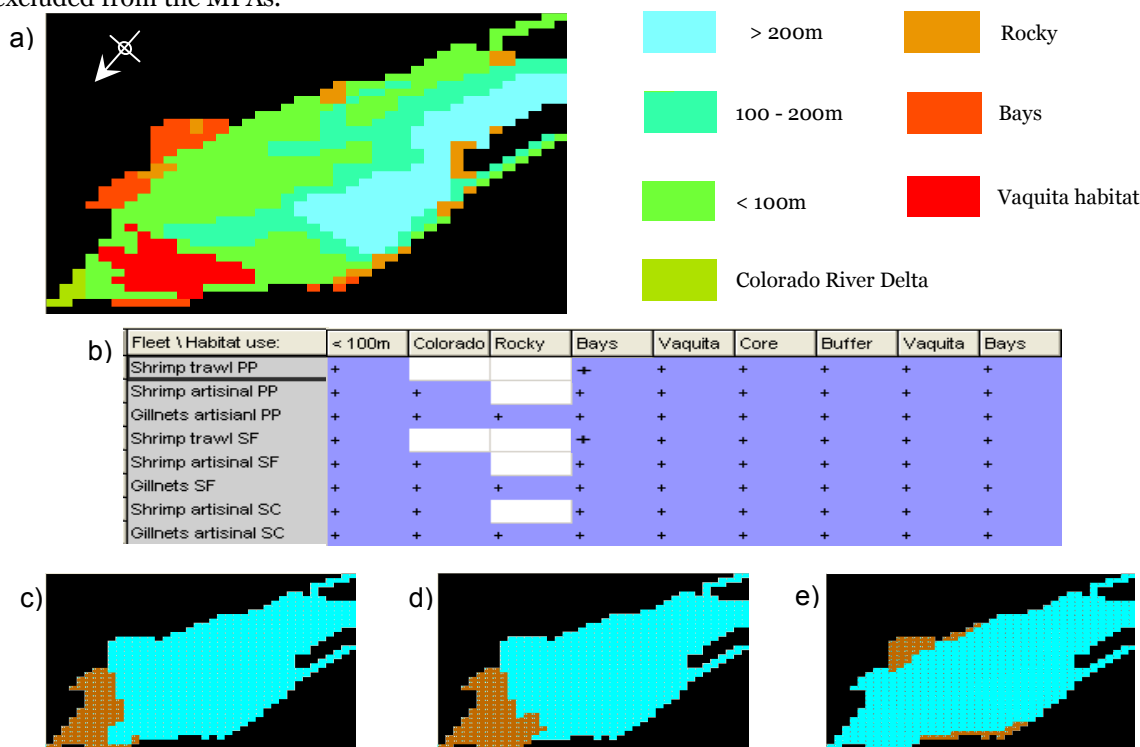 excluded from the MPAs.
a)
> 200m
Rocky
100 - 200m
Bays
< 100m
Vaquita habitat
Colorado River Delta
b)
Fleet \ Habitat use: < 100m Colorado Rocky Bays Vaquita Core Buffer Vaquita Bays
Shrimp trawl PP + + + + + + +
Shrimp artisinal PP + + + + + + + +
Gillnets artisianl PP + + + + + + + + +
Shrimp trawl SF + + + + + + +
Shrimp artisinal SF + + + + + + + +
Gillnets SF + + + + + + + + +
Shrimp artisinal SC + + + + + + + +
Gillnets artisinal SC + + + + + + + + +
c)
d)
e)